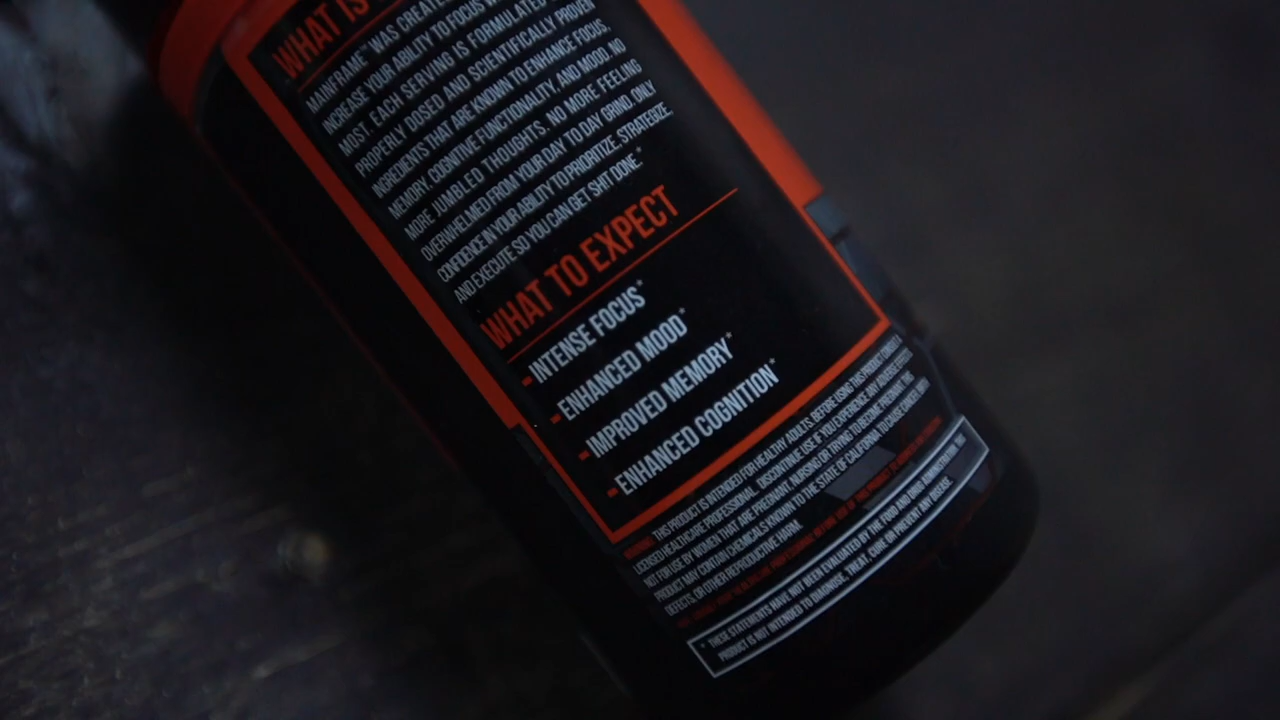 WHAT IS
MAINFRAME™ WAS CREATE
INCREASE YOUR ABILITY TO FOCUS
MOST. EACH SERVING IS FORMULATED
PROPERLY DOSED AND SCIENTIFICALLY PROVEN
INGREDIENTS THAT ARE KNOWN TO ENHANCE FOCUS,
MEMORY, COGNITIVE FUNCTIONALITY, AND MOOD. NO
MORE JUMBLED THOUGHTS. NO MORE FEELING
OVERWHELMED FROM YOUR DAY TO DAY GRIND. ONLY
CONFIDENCE IN YOUR ABILITY TO PRIORITIZE, STRATEGIZE,
AND EXECUTE SO YOU CAN GET SHIT DONE.*
WHAT TO EXPECT
- INTENSE FOCUS*
- ENHANCED MOOD*
- IMPROVED MEMORY*
- ENHANCED COGNITION*
WARNING: THIS PRODUCT IS INTENDED FOR HEALTHY ADULTS. BEFORE USING THIS PRODUCT CONSULT
LICENSED HEALTHCARE PROFESSIONAL. DISCONTINUE USE IF YOU EXPERIENCE ANY ADVERSE
NOT FOR USE BY WOMEN THAT ARE PREGNANT, NURSING OR TRYING TO BECOME PREGNANT. THIS
PRODUCT MAY CONTAIN CHEMICALS KNOWN TO THE STATE OF CALIFORNIA TO CAUSE CANCER, BIRTH
DEFECTS, OR OTHER REPRODUCTIVE HARM.
* THESE STATEMENTS HAVE NOT BEEN EVALUATED BY THE FOOD AND DRUG ADMINISTRATION. THIS
PRODUCT IS NOT INTENDED TO DIAGNOSE, TREAT, CURE OR PREVENT ANY DISEASE.